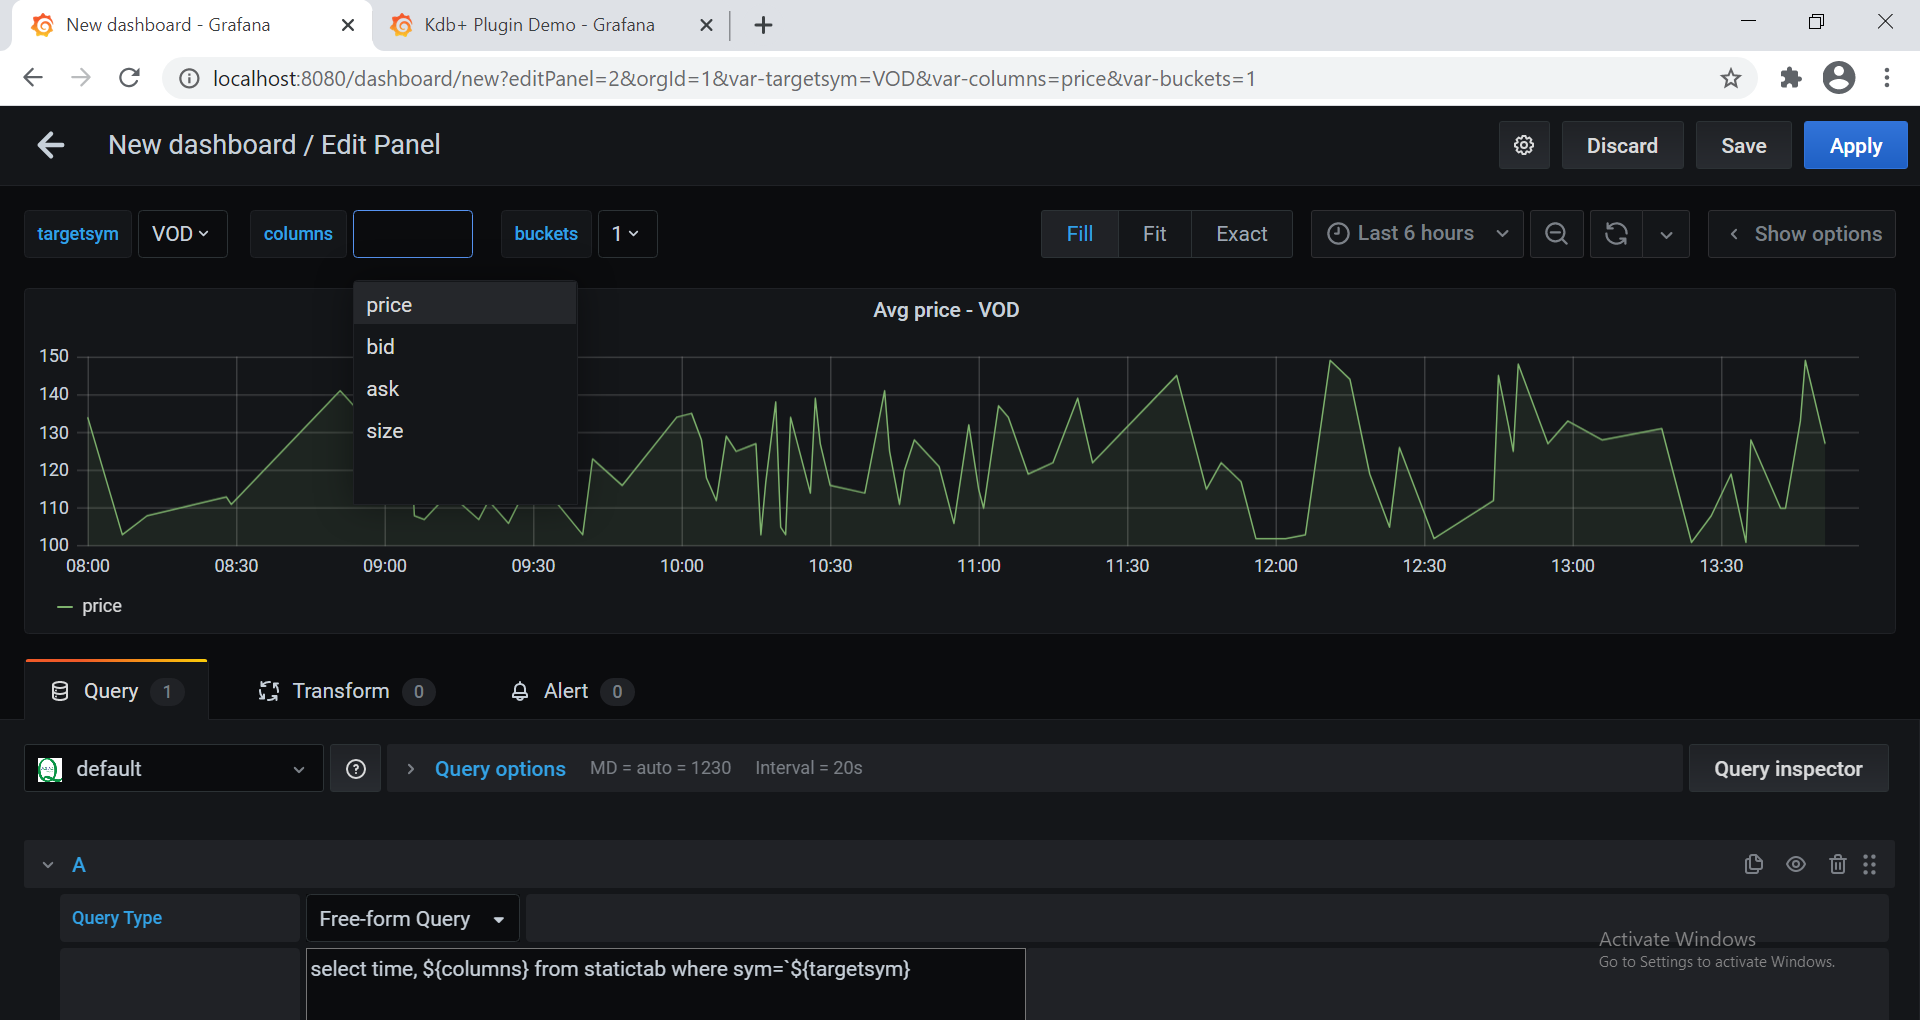 New dashboard - Grafana
Kdb+ Plugin Demo - Grafana
localhost:8080/dashboard/new?editPanel=2&orgId=1&var-targetsym=VOD&var-columns=price&var-buckets=1
New dashboard / Edit Panel
Discard
Save
Apply
targetsym
VOD
columns
buckets
1
Fill
Fit
Exact
Last 6 hours
Show options
price
bid
ask
size
Avg price - VOD
150
140
130
120
110
100
08:00
08:30
09:00
09:30
10:00
10:30
11:00
11:30
12:00
12:30
13:00
13:30
price
Query 1
Transform 0
Alert 0
default
Query options
MD = auto = 1230
Interval = 20s
Query inspector
A
Query Type
Free-form Query
select time, ${columns} from statictab where sym=`${targetsym}
Activate Windows
Go to Settings to activate Windows.